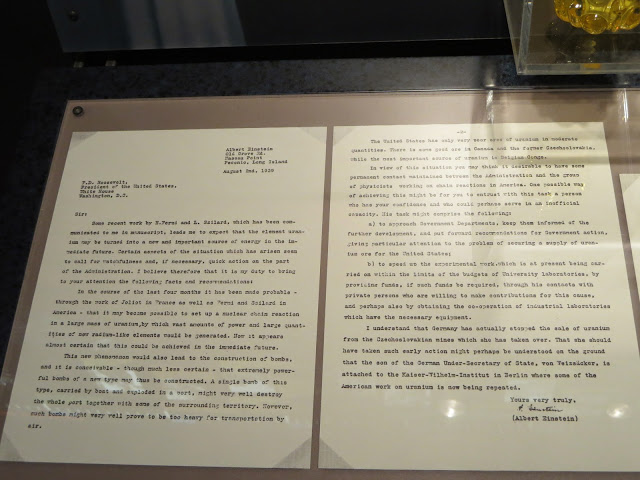 Albert Einstein
Old Grove Rd.
Nassau Point
Peconic, Long Island
August 2nd, 1939
F.D. Roosevelt,
President of the United States,
White House
Washington, D.C.
Sir:
Some recent work by E.Fermi and L. Szilard, which has been com-
municated to me in manuscript, leads me to expect that the element uran-
ium may be turned into a new and important source of energy in the im-
mediate future. Certain aspects of the situation which has arisen seem
to call for watchfulness and, if necessary, quick action on the part
of the Administration. I believe therefore that it is my duty to bring
to your attention the following facts and recommendations:
In the course of the last four months it has been made probable -
through the work of Joliot in France as well as Fermi and Szilard in
America - that it may become possible to set up a nuclear chain reaction
in a large mass of uranium,by which vast amounts of power and large quant-
ities of new radium-like elements would be generated. Now it appears
almost certain that this could be achieved in the immediate future.
This new phenomenon would also lead to the construction of bombs,
and it is conceivable - though much less certain - that extremely power-
ful bombs of a new type may thus be constructed. A single bomb of this
type, carried by boat and exploded in a port, might very well destroy
the whole port together with some of the surrounding territory. However,
such bombs might very well prove to be too heavy for transportation by
air.
-2-
The United States has only very poor ores of uranium in moderate
quantities. There is some good ore in Canada and the former Czechoslovakia,
while the most important source of uranium is Belgian Congo.
In view of this situation you may think it desirable to have some
permanent contact maintained between the Administration and the group
of physicists working on chain reactions in America. One possible way
of achieving this might be for you to entrust with this task a person
who has your confidence and who could perhaps serve in an inofficial
capacity. His task might comprise the following:
a) to approach Government Departments, keep them informed of the
further development, and put forward recommendations for Government action,
giving particular attention to the problem of securing a supply of uran-
ium ore for the United States;
b) to speed up the experimental work,which is at present being car-
ried on within the limits of the budgets of University laboratories, by
providing funds, if such funds be required, through his contacts with
private persons who are willing to make contributions for this cause,
and perhaps also by obtaining the co-operation of industrial laboratories
which have the necessary equipment.
I understand that Germany has actually stopped the sale of uranium
from the Czechoslovakian mines which she has taken over. That she should
have taken such early action might perhaps be understood on the ground
that the son of the German Under-Secretary of State, von Weizsäcker, is
attached to the Kaiser-Wilhelm-Institut in Berlin where some of the
American work on uranium is now being repeated.
Yours very truly,
A. Einstein
(Albert Einstein)